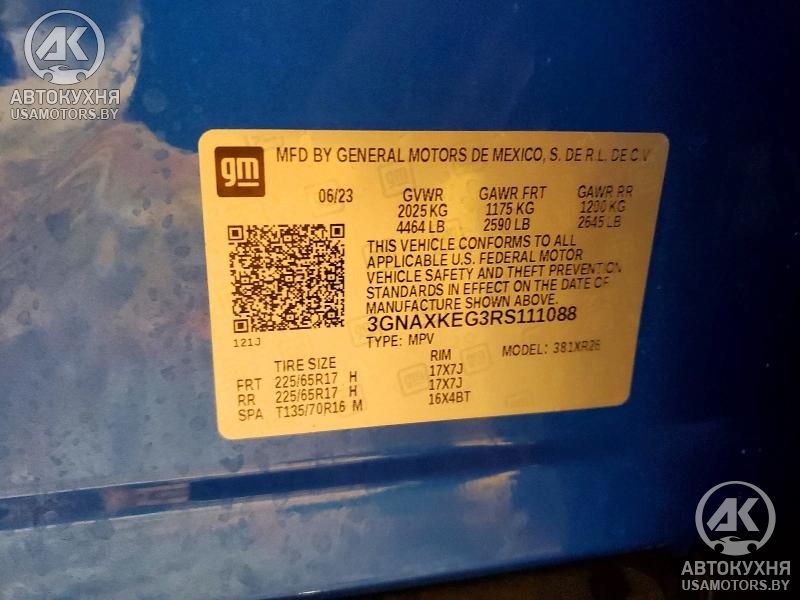 AK
АВТОКУХНЯ
USAMOTORS.BY
gm
MFD BY GENERAL MOTORS DE MEXICO, S. DE R.L. DE C.V
06/23 GVWR GAWR FRT GAWR RR
2025 KG 1175 KG 1200 KG
4464 LB 2590 LB 2645 LB
THIS VEHICLE CONFORMS TO ALL
APPLICABLE U.S. FEDERAL MOTOR
VEHICLE SAFETY AND THEFT PREVENTION
STANDARDS IN EFFECT ON THE DATE OF
MANUFACTURE SHOWN ABOVE.
3GNAXKEG3RS111088
121J
TYPE: MPV MODEL: 381XR26
TIRE SIZE RIM
FRT 225/65R17 H 17X7J
RR 225/65R17 H 17X7J
SPA T135/70R16 M 16X4BT
AK
АВТОКУХНЯ
USAMOTORS.BY